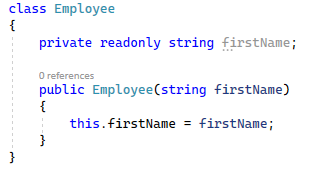 class Employee
{
    private readonly string firstName;
    0 references
    public Employee(string firstName)
    {
        this.firstName = firstName;
    }
}